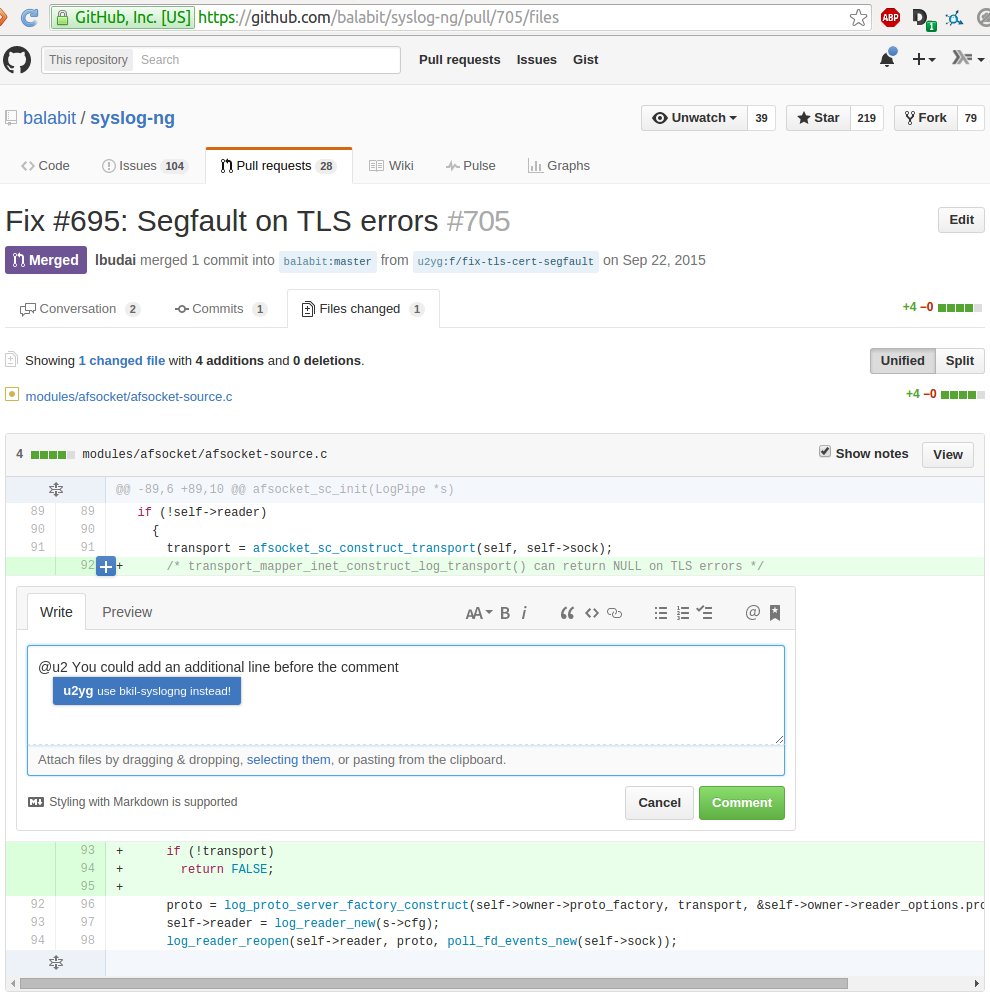 GitHub, Inc. [US] https://github.com/balabit/syslog-ng/pull/705/files ABP D 1
This repository Search Pull requests Issues Gist
balabit / syslog-ng Unwatch 39 Star 219 Fork 79
Code Issues 104 Pull requests 28 Wiki Pulse Graphs
Fix #695: Segfault on TLS errors #705 Edit
Merged lbudai merged 1 commit into balabit:master from u2yg:f/fix-tls-cert-segfault on Sep 22, 2015
Conversation 2 Commits 1 Files changed 1 +4 −0
Showing 1 changed file with 4 additions and 0 deletions. Unified Split
modules/afsocket/afsocket-source.c +4 −0
4 modules/afsocket/afsocket-source.c Show notes View
@@ -89,6 +89,10 @@ afsocket_sc_init(LogPipe *s)
89 89 if (!self->reader)
90 90 {
91 91 transport = afsocket_sc_construct_transport(self, self->sock);
92 + /* transport_mapper_inet_construct_log_transport() can return NULL on TLS errors */
Write Preview AA B i @
@u2 You could add an additional line before the comment
u2yg use bkil-syslogng instead!
Attach files by dragging & dropping, selecting them, or pasting from the clipboard.
Styling with Markdown is supported Cancel Comment
93 + if (!transport)
94 + return FALSE;
95 +
92 96 proto = log_proto_server_factory_construct(self->owner->proto_factory, transport, &self->owner->reader_options.pro
93 97 self->reader = log_reader_new(s->cfg);
94 98 log_reader_reopen(self->reader, proto, poll_fd_events_new(self->sock));